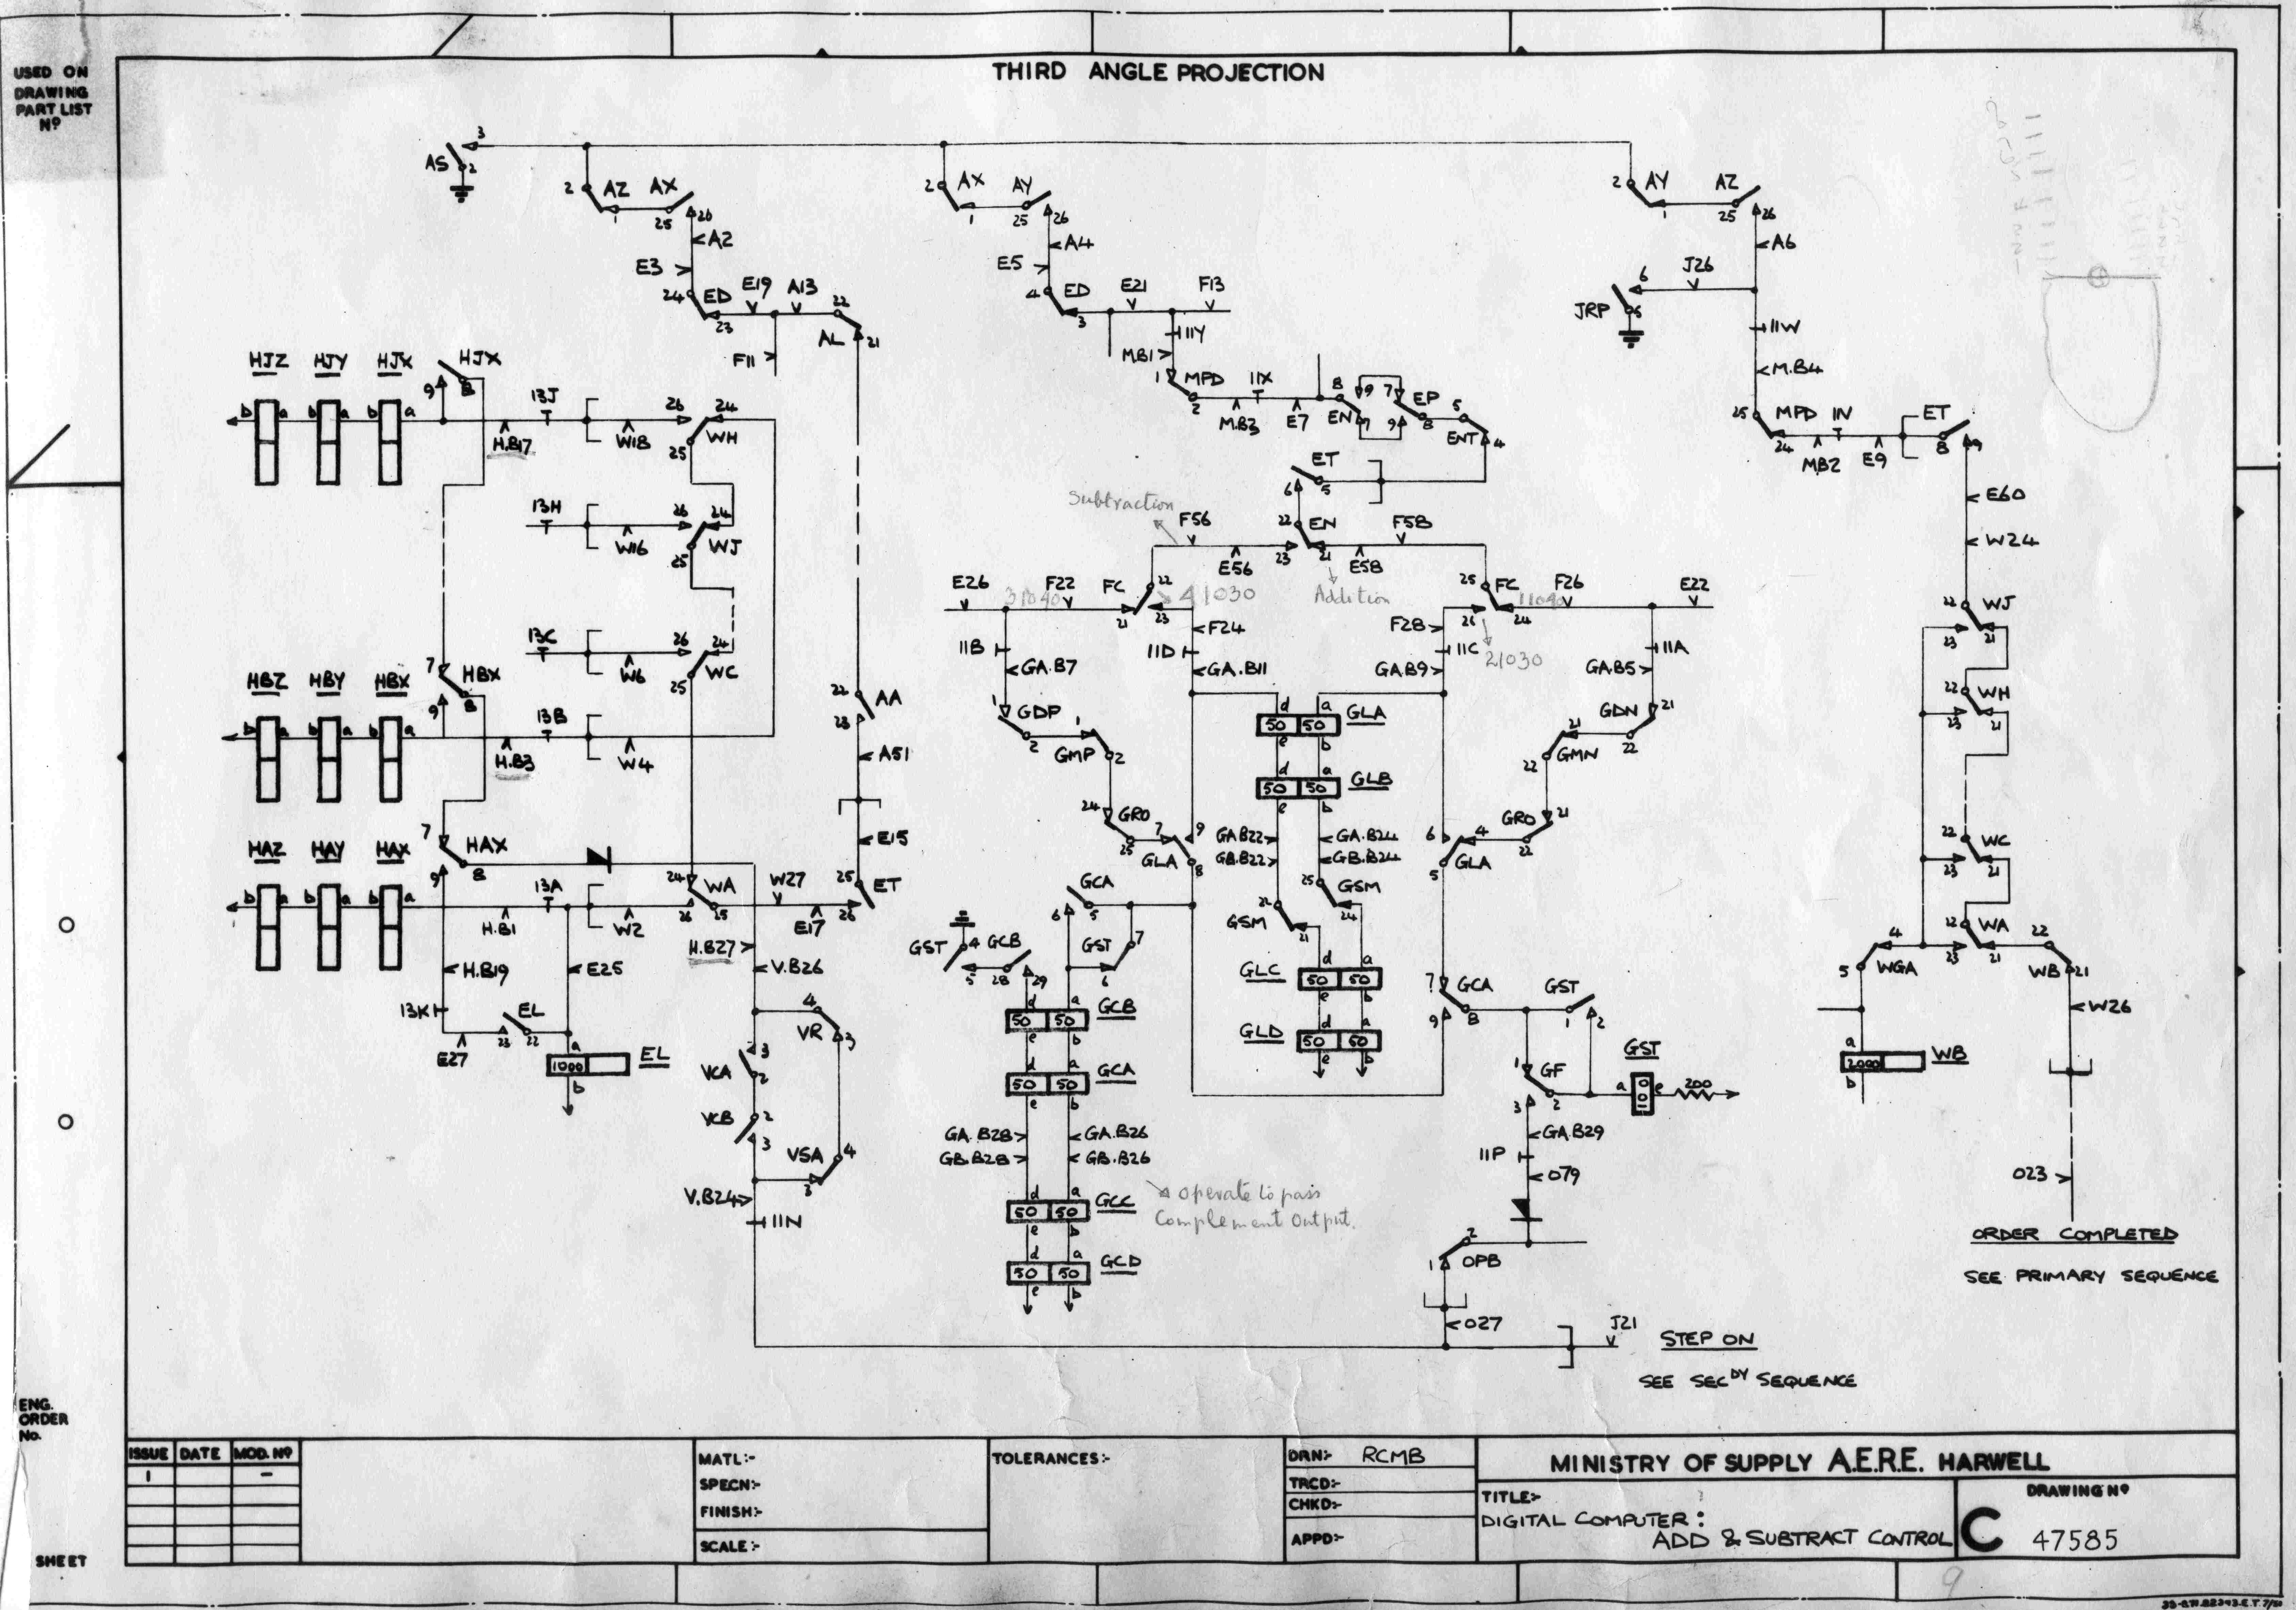 THIRD ANGLE PROJECTION
USED ON
DRAWING
PART LIST
Nº
3
AS 2
2 AZ AX
1 25 26
A2
E3
24 ED E19 A13 22
23 AL 21
F11
2 AX AY
1 25 26
A4
E5
4 ED E21 F13
3
11Y
MB1
1 MPD 11X 8 9 7 EP 5
2 M.B3 E7 EN 7 9 8 ENT 4
2 AY AZ
1 25 26
A6
6 J26
JRP 5
11W
M.B4
25 MPD 1N ET
24 MB2 E9 8 9
E60
W24
HJZ HJY HJX HJX
9 8
b a b a b a
13J 26 24
H.B17 W18 25 WH
13H 26 24
W16 25 WJ
13C 26 24
W6 25 WC
HBZ HBY HBX 7 HBX
9 8
b a b a b a
13B
H.B3 W4
7 HAX
HAZ HAY HAX
9 8
b a b a b a
13A 24 WA W27 25 ET
H.B1 W2 26 25 E17 26
H.B27
H.B19 E25 V.B26
13K EL
E27 23 22
a
1000 EL
b
22 AA
23
A51
E15
4
VR 3
3
VCA 2
VCB 2
3
VSA 4
3
V.B24
11N
ET
6 5
Subtraction
F56 22 EN F58
23 21
E56 E58
Addition
E26 F22 FC 22
31040 41030
21 23
25 FC F26 E22
11040
26 24
21030
F24 F28
11B 11D 11C 11A
GA.B7 GA.B11 GA.B9 GA.B5
1 GDP 1
2 GMP 2
24 GRO 7 9
25 GLA 8
d a
50 50 GLA
e b
d a
50 50 GLB
e b
GA.B22 GA.B24
GB.B22 GB.B24
25 GSM
24
22
GSM 21
d a
GLC 50 50
e b
d a
GLD 50 50
e b
21
GDN
21 22
GMN
22
GRO 21
6 4 22
GLA
5
GCA
6 5
GST 4 GCB GST 7
5 28 29 6
d a
50 50 GCB
e b
d a
50 50 GCA
e b
GA.B28 GA.B26
GB.B28 GB.B26
d a
50 50 GCC
e b
d a
50 50 GCD
e b
operate to pass
Complement Output.
7 GCA GST
9 8 1 2
1 GF GST
3 2 a e 200
GA.B29
11P
O79
2
1 OPB
O27
J21
STEP ON
SEE SECDY SEQUENCE
22 WJ
23 21
22 WH
23 21
22 WC
23 21
4 22 WA 22
5 WGA 23 21 WB 21
W26
a
2000 WB
b
O23
ORDER COMPLETED
SEE PRIMARY SEQUENCE
ENG.
ORDER
No.
SHEET
ISSUE DATE MOD. Nº
1 -
MATL:-
SPECN:-
FINISH:-
SCALE:-
TOLERANCES:-
DRN:- RCMB
TRCD:-
CHKD:-
APPD:-
MINISTRY OF SUPPLY A.E.R.E. HARWELL
TITLE:-
DIGITAL COMPUTER:
ADD & SUBTRACT CONTROL
DRAWING Nº
C 47585
9